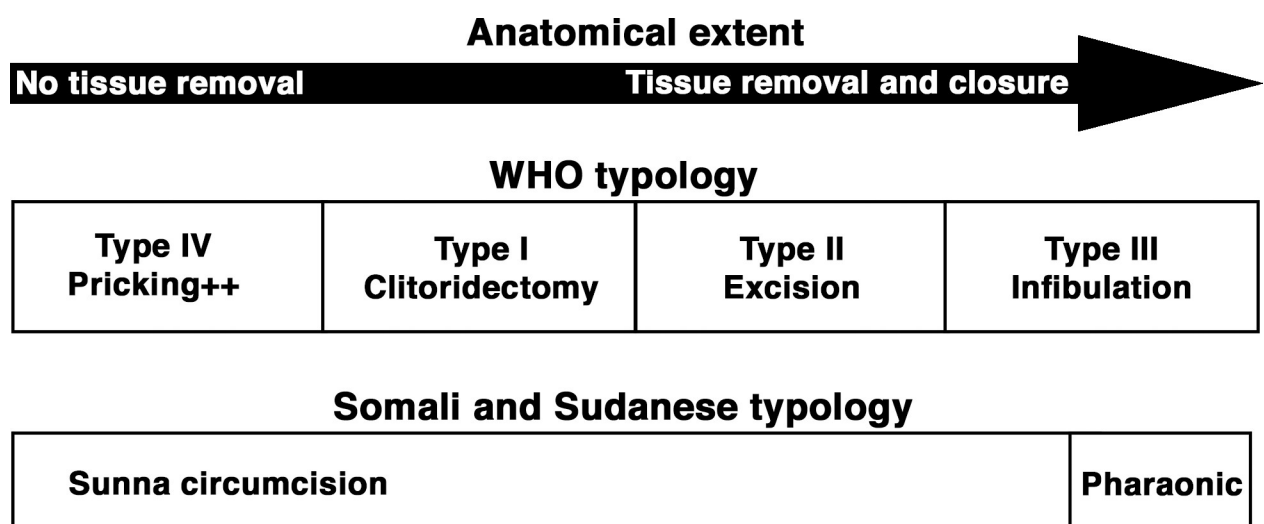 Anatomical extent
No tissue removal Tissue removal and closure
WHO typology
Type IV Type I Type II Type III
Pricking++ Clitoridectomy Excision Infibulation
Somali and Sudanese typology
Sunna circumcision Pharaonic